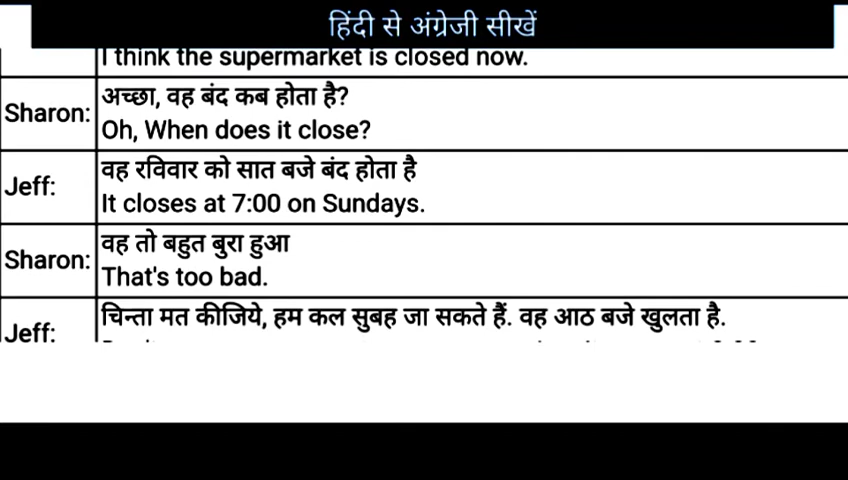 हिंदी से अंग्रेजी सीखें
I think the supermarket is closed now.
Sharon:
अच्छा, वह बंद कब होता है?
Oh, When does it close?
Jeff:
वह रविवार को सात बजे बंद होता है
It closes at 7:00 on Sundays.
Sharon:
वह तो बहुत बुरा हुआ
That's too bad.
Jeff:
चिन्ता मत कीजिये, हम कल सुबह जा सकते हैं. वह आठ बजे खुलता है.